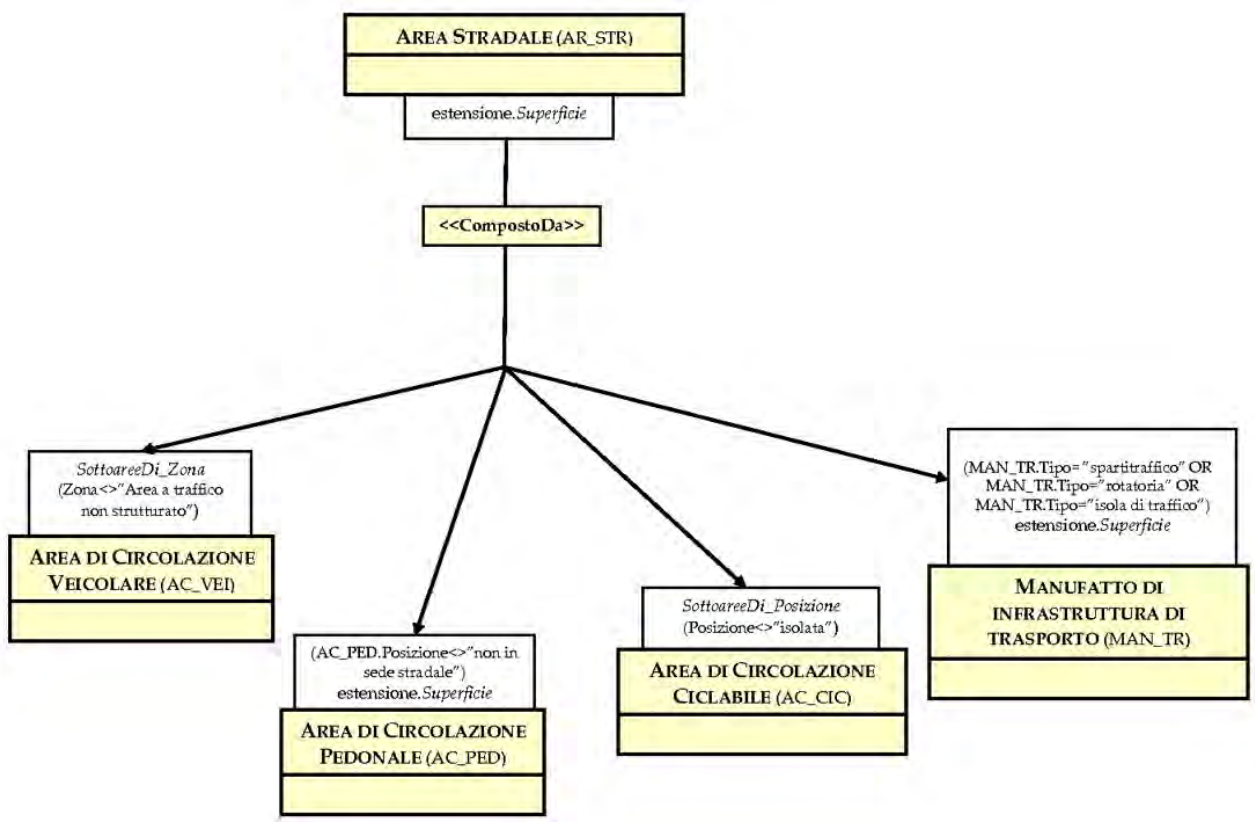 AREA STRADALE (AR_STR)
estensione.Superficie
<<CompostoDa>>
SottoareeDi_Zona
(Zona<>"Area a traffico
non strutturato")
AREA DI CIRCOLAZIONE
VEICOLARE (AC_VEI)
(AC_PED.Posizione<>"non in
sede stradale")
estensione.Superficie
AREA DI CIRCOLAZIONE
PEDONALE (AC_PED)
SottoareeDi_Posizione
(Posizione<>"isolata")
AREA DI CIRCOLAZIONE
CICLABILE (AC_CIC)
(MAN_TR.Tipo="spartitraffico" OR
MAN_TR.Tipo="rotatoria" OR
MAN_TR.Tipo="isola di traffico")
estensione.Superficie
MANUFATTO DI
INFRASTRUTTURA DI
TRASPORTO (MAN_TR)